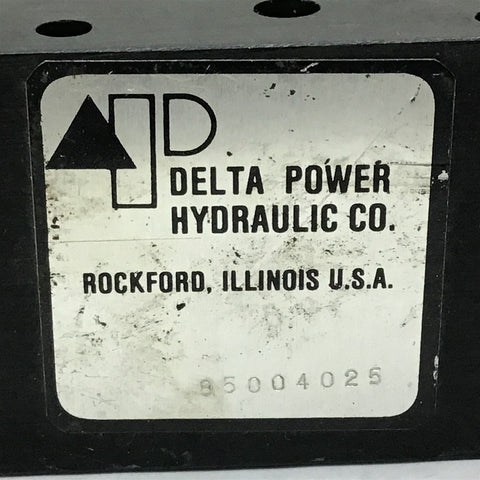 DELTA POWER
HYDRAULIC CO.
ROCKFORD, ILLINOIS U.S.A.
85004025